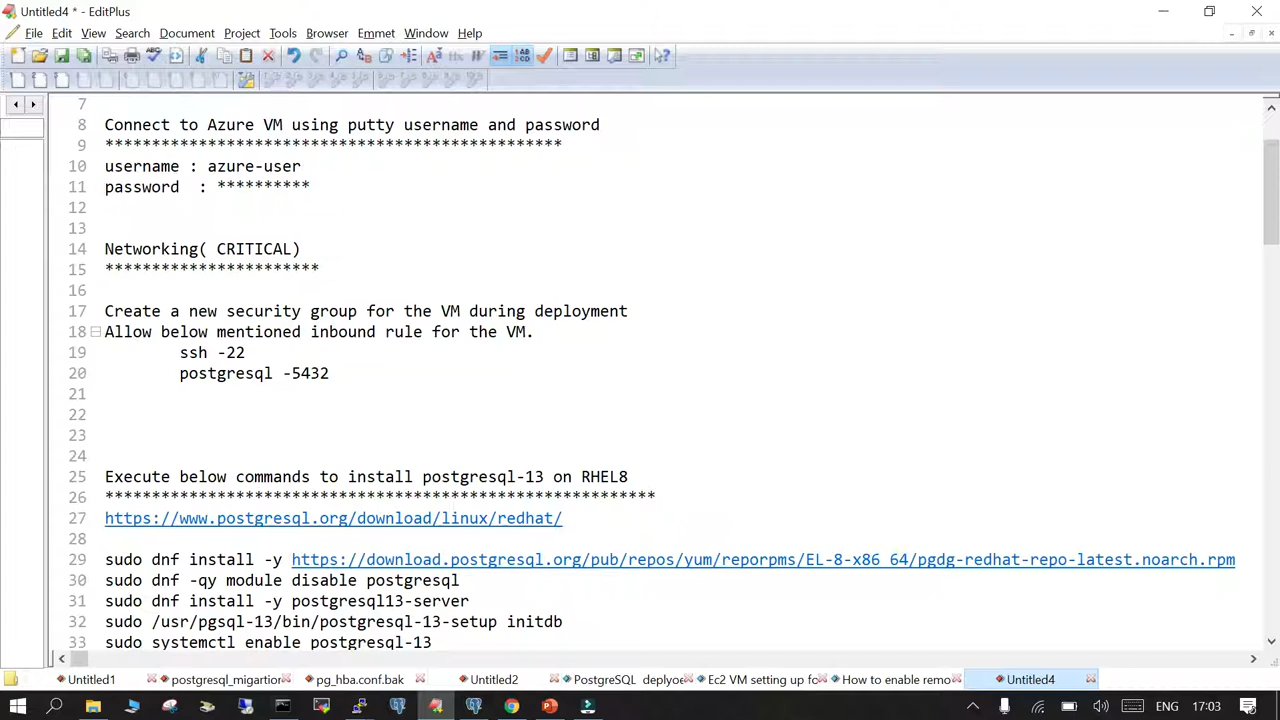 Untitled4 * - EditPlus
File Edit View Search Document Project Tools Browser Emmet Window Help
7
8 Connect to Azure VM using putty username and password
9 *************************************************
10 username : azure-user
11 password  : **********
12
13
14 Networking( CRITICAL)
15 ***********************
16
17 Create a new security group for the VM during deployment
18 Allow below mentioned inbound rule for the VM.
19 ssh -22
20 postgresql -5432
21
22
23
24
25 Execute below commands to install postgresql-13 on RHEL8
26 ***********************************************************
27 https://www.postgresql.org/download/linux/redhat/
28
29 sudo dnf install -y https://download.postgresql.org/pub/repos/yum/reporpms/EL-8-x86_64/pgdg-redhat-repo-latest.noarch.rpm
30 sudo dnf -qy module disable postgresql
31 sudo dnf install -y postgresql13-server
32 sudo /usr/pgsql-13/bin/postgresql-13-setup initdb
33 sudo systemctl enable postgresql-13
Untitled1 postgresql_migartior pg_hba.conf.bak Untitled2 PostgreSQL deplyoe Ec2 VM setting up fo How to enable remo Untitled4
ENG 17:03